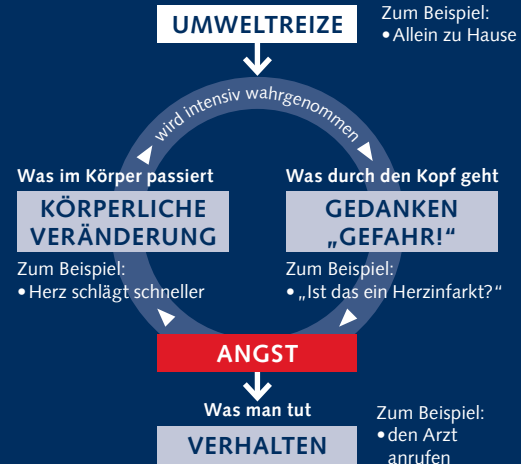 UMWELTREIZE
Zum Beispiel:
• Allein zu Hause
wird intensiv wahrgenommen
Was im Körper passiert
KÖRPERLICHE
VERÄNDERUNG
Zum Beispiel:
• Herz schlägt schneller
Was durch den Kopf geht
GEDANKEN
„GEFAHR!“
Zum Beispiel:
• „Ist das ein Herzinfarkt?“
ANGST
Was man tut
VERHALTEN
Zum Beispiel:
• den Arzt
anrufen